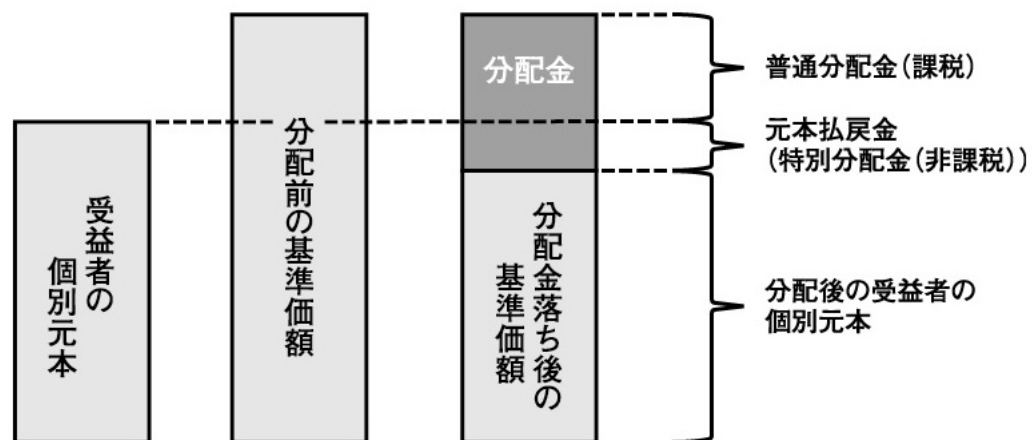 受益者の
個別元本
分配前の基準価額
分配金
分配金落ち後の
基準価額
普通分配金(課税)
元本払戻金
(特別分配金(非課税))
分配後の受益者の
個別元本